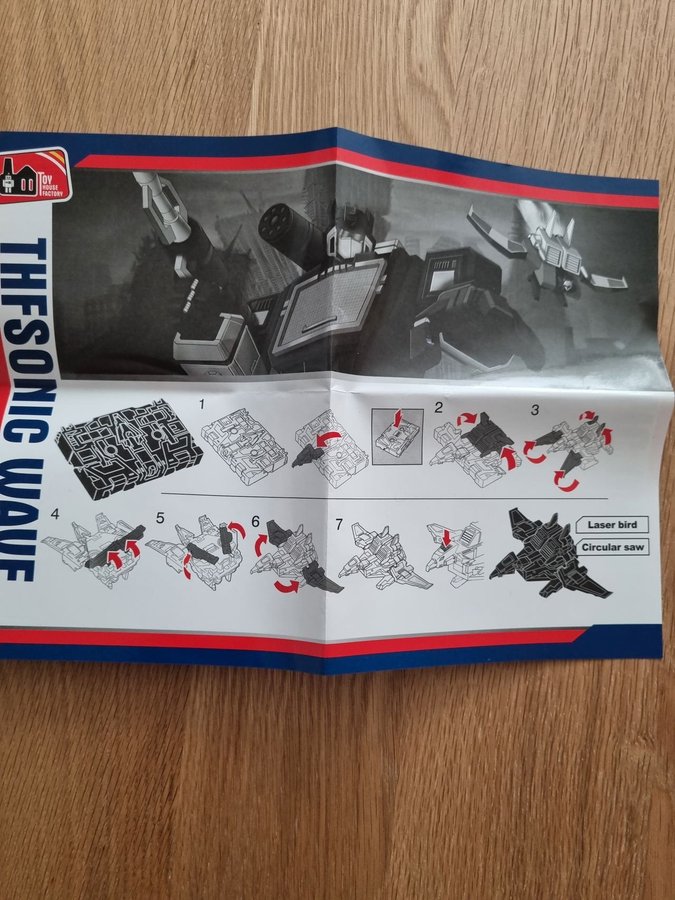 TOY
HOUSE
FACTORY
THFSONIC WAVE
1
2
3
4
5
6
7
Laser bird
Circular saw